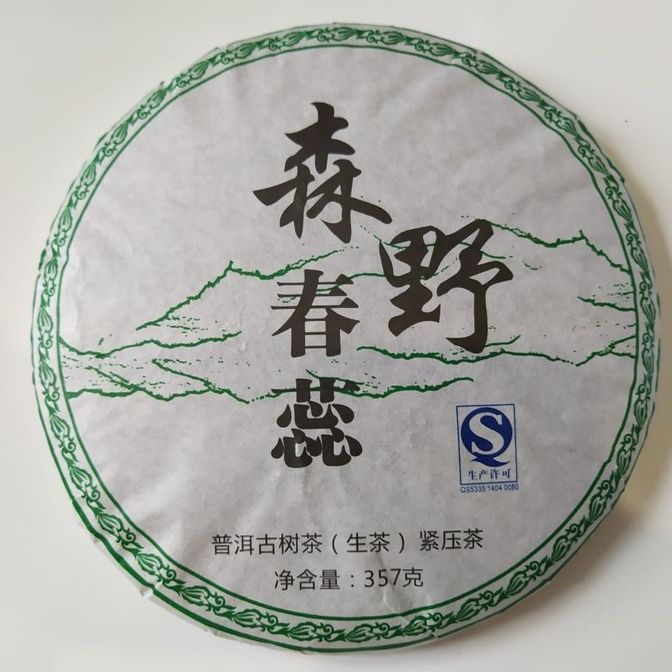 森野
春蕊
生产许可
QS5335 1404 0080
普洱古树茶（生茶）紧压茶
净含量：357克